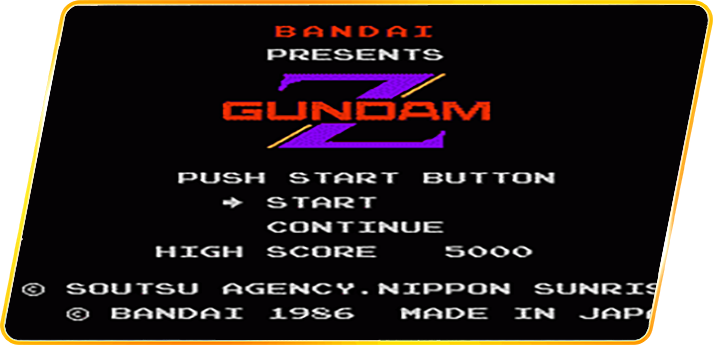 BANDAI
PRESENTS
Z
GUNDAM
PUSH START BUTTON
➔ START
CONTINUE
HIGH SCORE 5000
© SOUTSU AGENCY.NIPPON SUNRIS
© BANDAI 1986 MADE IN JAPA